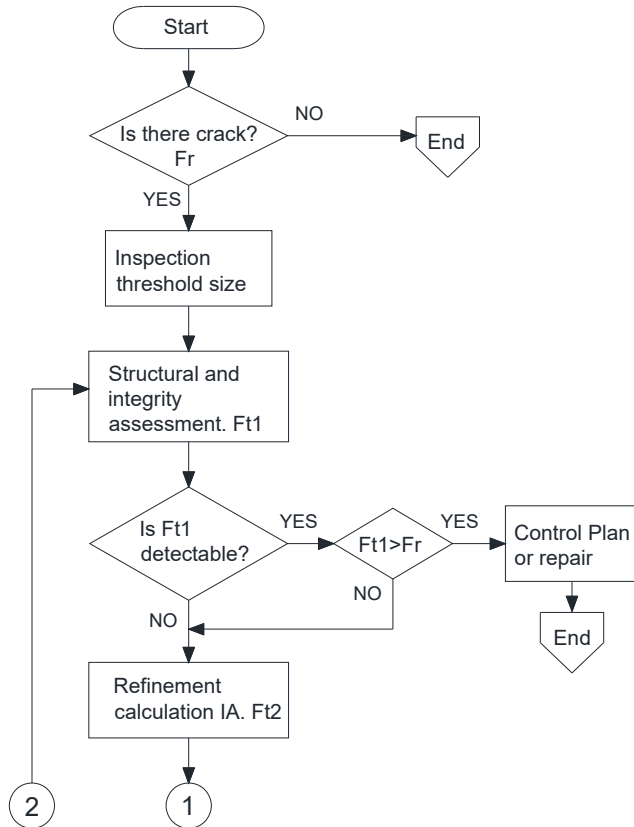 Start
Is there crack?
Fr
NO
End
YES
Inspection
threshold size
Structural and
integrity
assessment. Ft1
Is Ft1
detectable?
YES
Ft1>Fr
YES
Control Plan
or repair
NO
NO
End
Refinement
calculation IA. Ft2
2
1